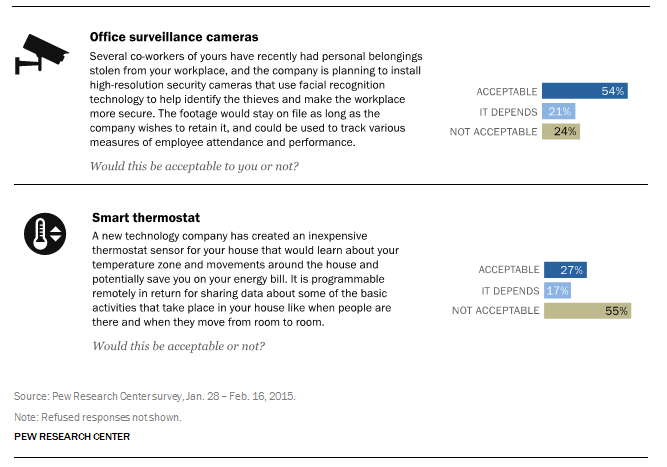 Office surveillance cameras
Several co-workers of yours have recently had personal belongings
stolen from your workplace, and the company is planning to install
high-resolution security cameras that use facial recognition
technology to help identify the thieves and make the workplace
more secure. The footage would stay on file as long as the
company wishes to retain it, and could be used to track various
measures of employee attendance and performance.
Would this be acceptable to you or not?
ACCEPTABLE 54%
IT DEPENDS 21%
NOT ACCEPTABLE 24%
Smart thermostat
A new technology company has created an inexpensive
thermostat sensor for your house that would learn about your
temperature zone and movements around the house and
potentially save you on your energy bill. It is programmable
remotely in return for sharing data about some of the basic
activities that take place in your house like when people are
there and when they move from room to room.
Would this be acceptable or not?
ACCEPTABLE 27%
IT DEPENDS 17%
NOT ACCEPTABLE 55%
Source: Pew Research Center survey, Jan. 28 – Feb. 16, 2015.
Note: Refused responses not shown.
PEW RESEARCH CENTER